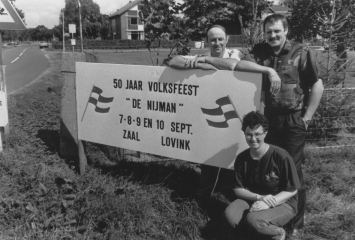 50 JAAR VOLKSFEEST
"DE NIJMAN"
7-8-9 EN 10 SEPT.
ZAAL LOVINK